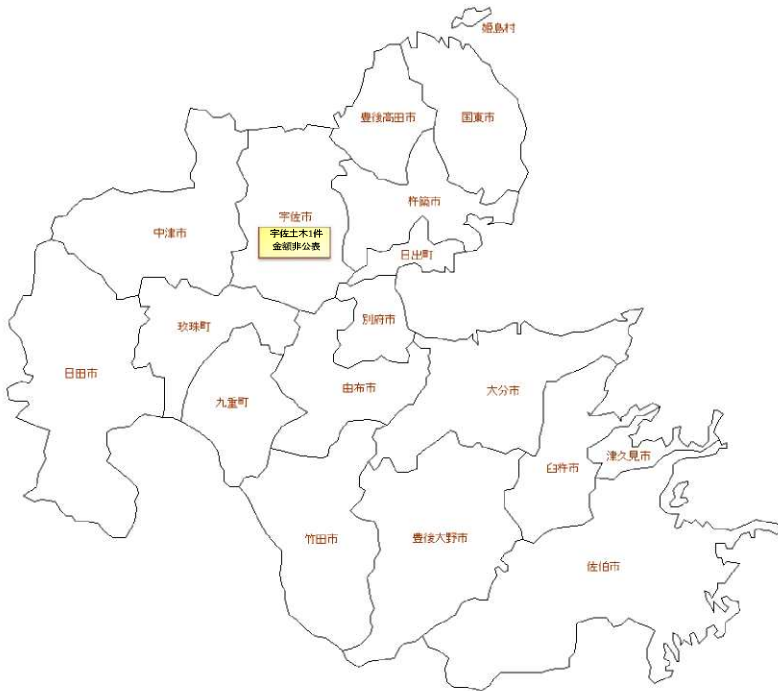 姫島村
豊後高田市
国東市
杵築市
宇佐市
宇佐土木1件
金額非公表
中津市
日出町
別府市
玖珠町
日田市
九重町
由布市
大分市
臼杵市
津久見市
竹田市
豊後大野市
佐伯市